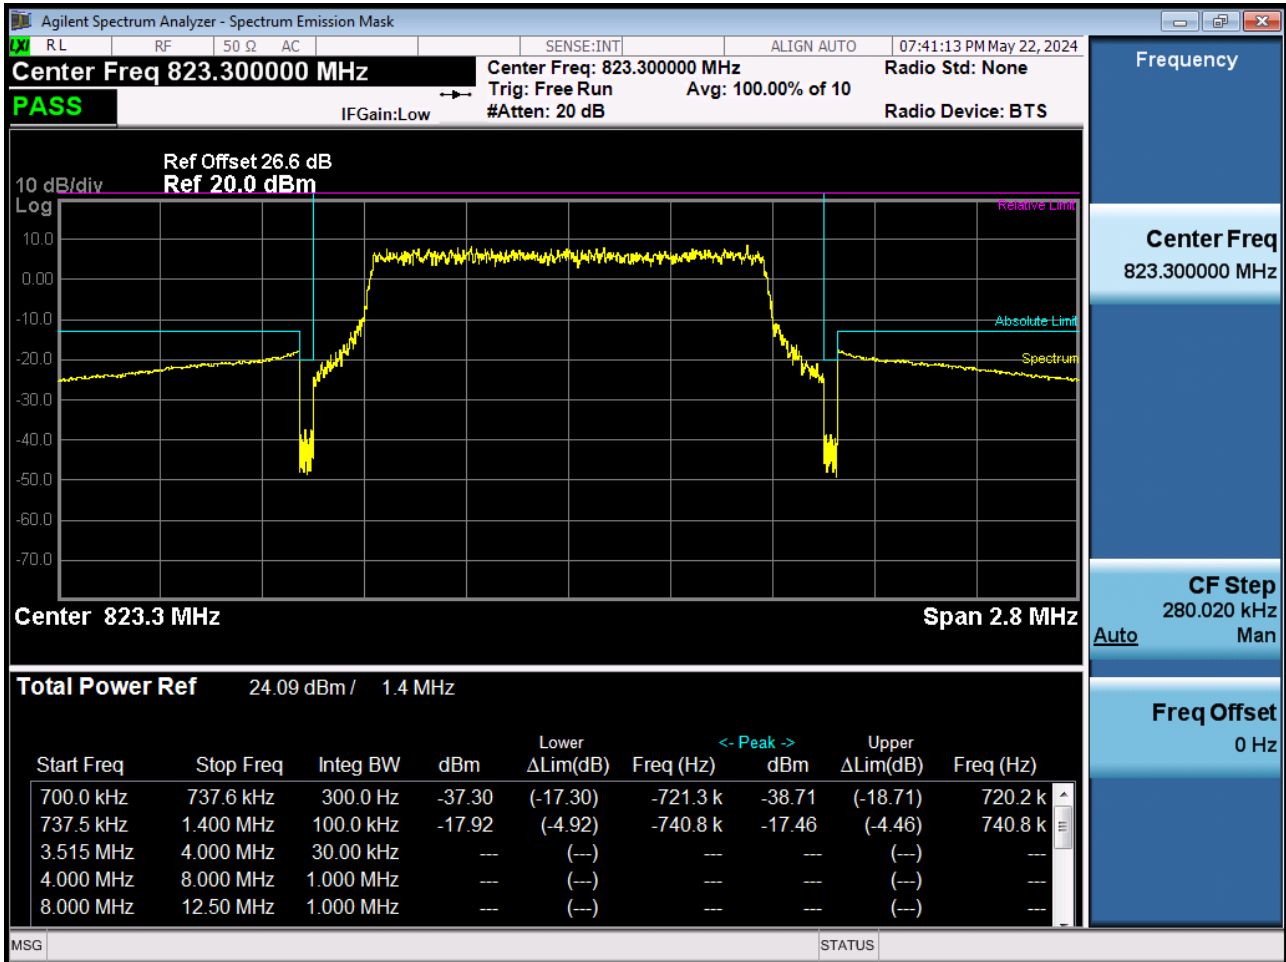 Agilent Spectrum Analyzer - Spectrum Emission Mask
LXI RL RF 50 Ω AC SENSE:INT ALIGN AUTO 07:41:13 PM May 22, 2024
Center Freq 823.300000 MHz
Center Freq: 823.300000 MHz
Radio Std: None
Trig: Free Run Avg: 100.00% of 10
PASS
IFGain:Low
#Atten: 20 dB
Radio Device: BTS
Ref Offset 26.6 dB
10 dB/div Ref 20.0 dBm
Log
Relative Limit
10.0
0.00
-10.0
Absolute Limit
-20.0
Spectrum
-30.0
-40.0
-50.0
-60.0
-70.0
Center 823.3 MHz Span 2.8 MHz
Total Power Ref 24.09 dBm / 1.4 MHz
Lower <- Peak -> Upper
Start Freq Stop Freq Integ BW dBm ΔLim(dB) Freq (Hz) dBm ΔLim(dB) Freq (Hz)
700.0 kHz 737.6 kHz 300.0 Hz -37.30 (-17.30) -721.3 k -38.71 (-18.71) 720.2 k
737.5 kHz 1.400 MHz 100.0 kHz -17.92 (-4.92) -740.8 k -17.46 (-4.46) 740.8 k
3.515 MHz 4.000 MHz 30.00 kHz --- (---) --- --- (---) ---
4.000 MHz 8.000 MHz 1.000 MHz --- (---) --- --- (---) ---
8.000 MHz 12.50 MHz 1.000 MHz --- (---) --- --- (---) ---
MSG STATUS
Frequency
Center Freq
823.300000 MHz
CF Step
280.020 kHz
Auto Man
Freq Offset
0 Hz